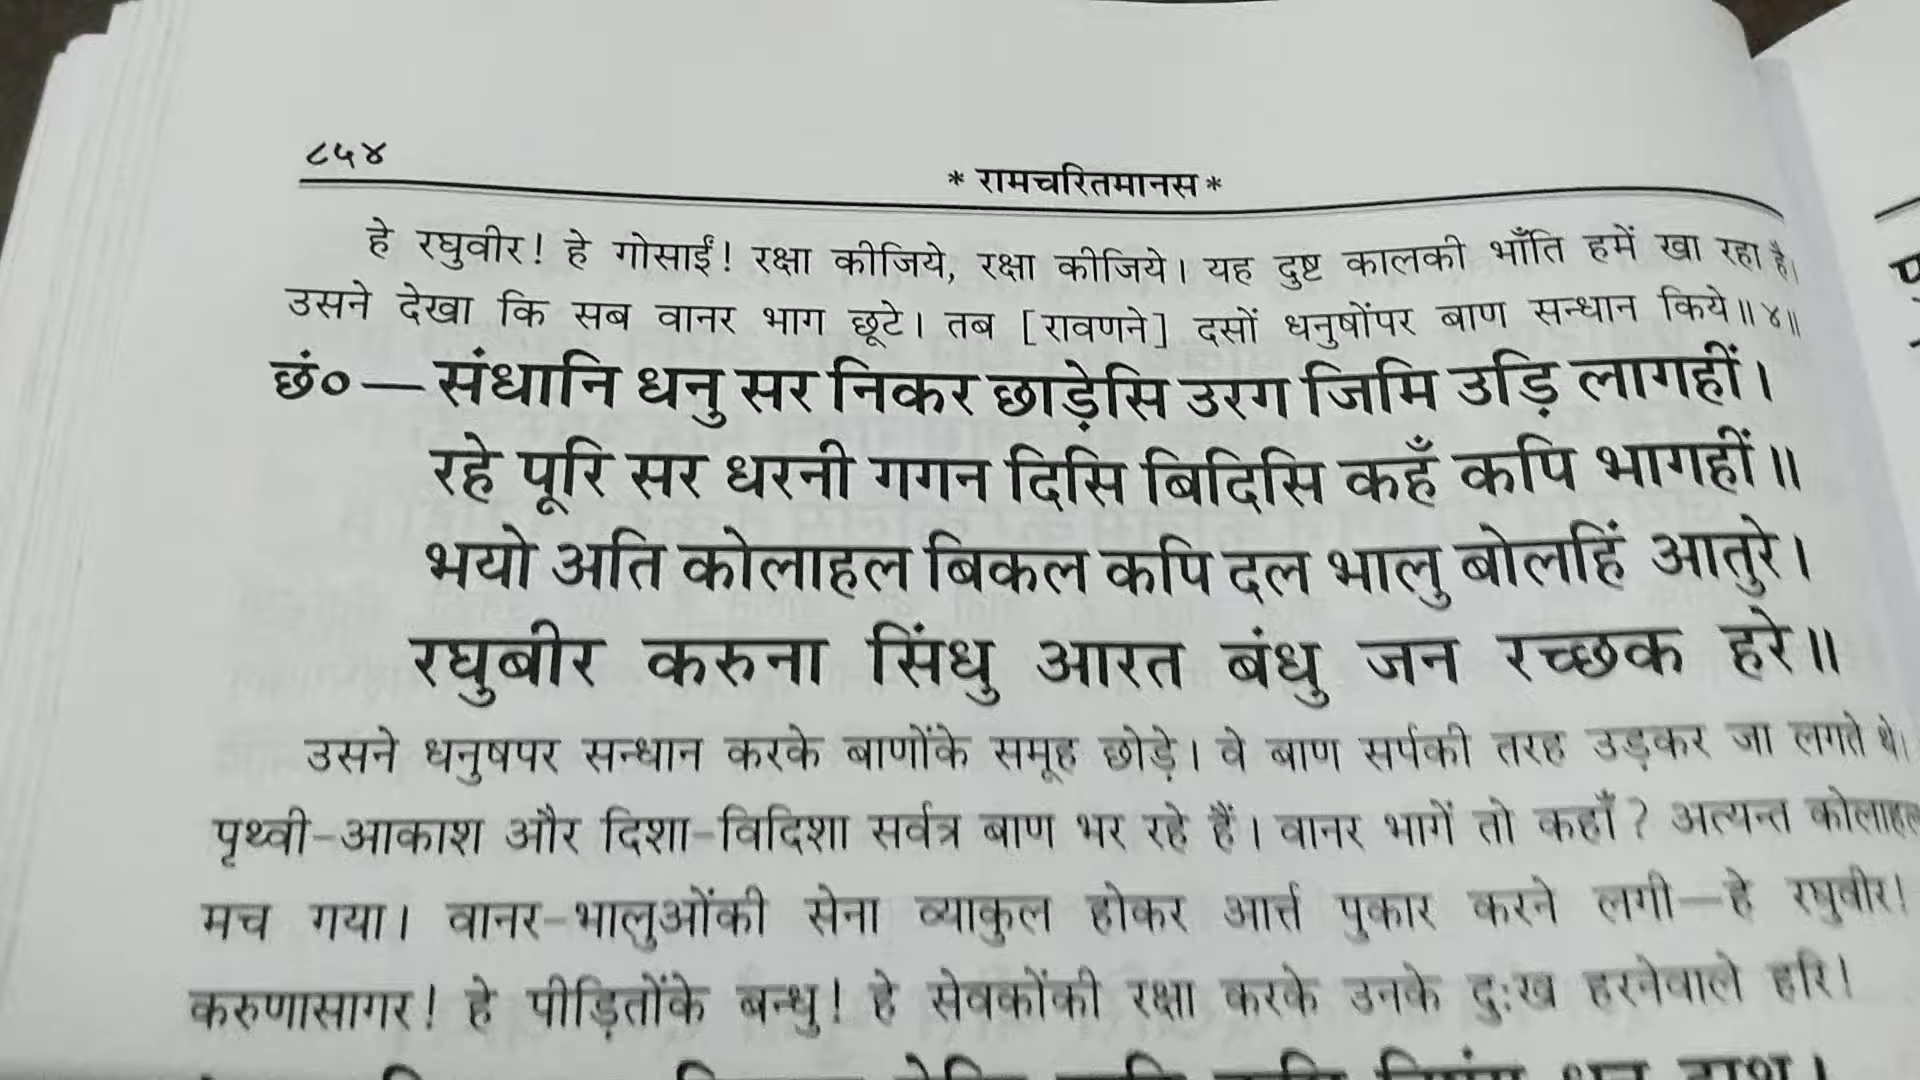 ८५४
* रामचरितमानस *
हे रघुवीर! हे गोसाईं! रक्षा कीजिये, रक्षा कीजिये। यह दुष्ट कालकी भाँति हमें खा रहा है।
उसने देखा कि सब वानर भाग छूटे। तब [रावणने] दसों धनुषोंपर बाण सन्धान किये॥ ४॥
छं०—संधानि धनु सर निकर छाड़ेसि उरग जिमि उड़ि लागहीं।
रहे पूरि सर धरनी गगन दिसि बिदिसि कहँ कपि भागहीं॥
भयो अति कोलाहल बिकल कपि दल भालु बोलहिं आतुरे।
रघुबीर करुना सिंधु आरत बंधु जन रच्छक हरे॥
उसने धनुषपर सन्धान करके बाणोंके समूह छोड़े। वे बाण सर्पकी तरह उड़कर जा लगते थे।
पृथ्वी-आकाश और दिशा-विदिशा सर्वत्र बाण भर रहे हैं। वानर भागें तो कहाँ? अत्यन्त कोलाहल
मच गया। वानर-भालुओंकी सेना व्याकुल होकर आर्त्त पुकार करने लगी—हे रघुवीर!
करुणासागर! हे पीड़ितोंके बन्धु! हे सेवकोंकी रक्षा करके उनके दुःख हरनेवाले हरि!